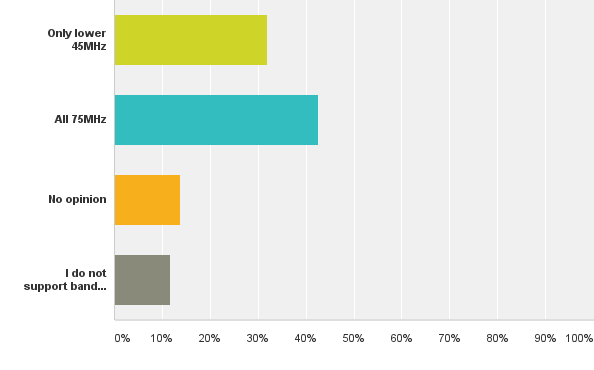 Only lower
45MHz
All 75MHz
No opinion
I do not
support band...
0% 10% 20% 30% 40% 50% 60% 70% 80% 90% 100%